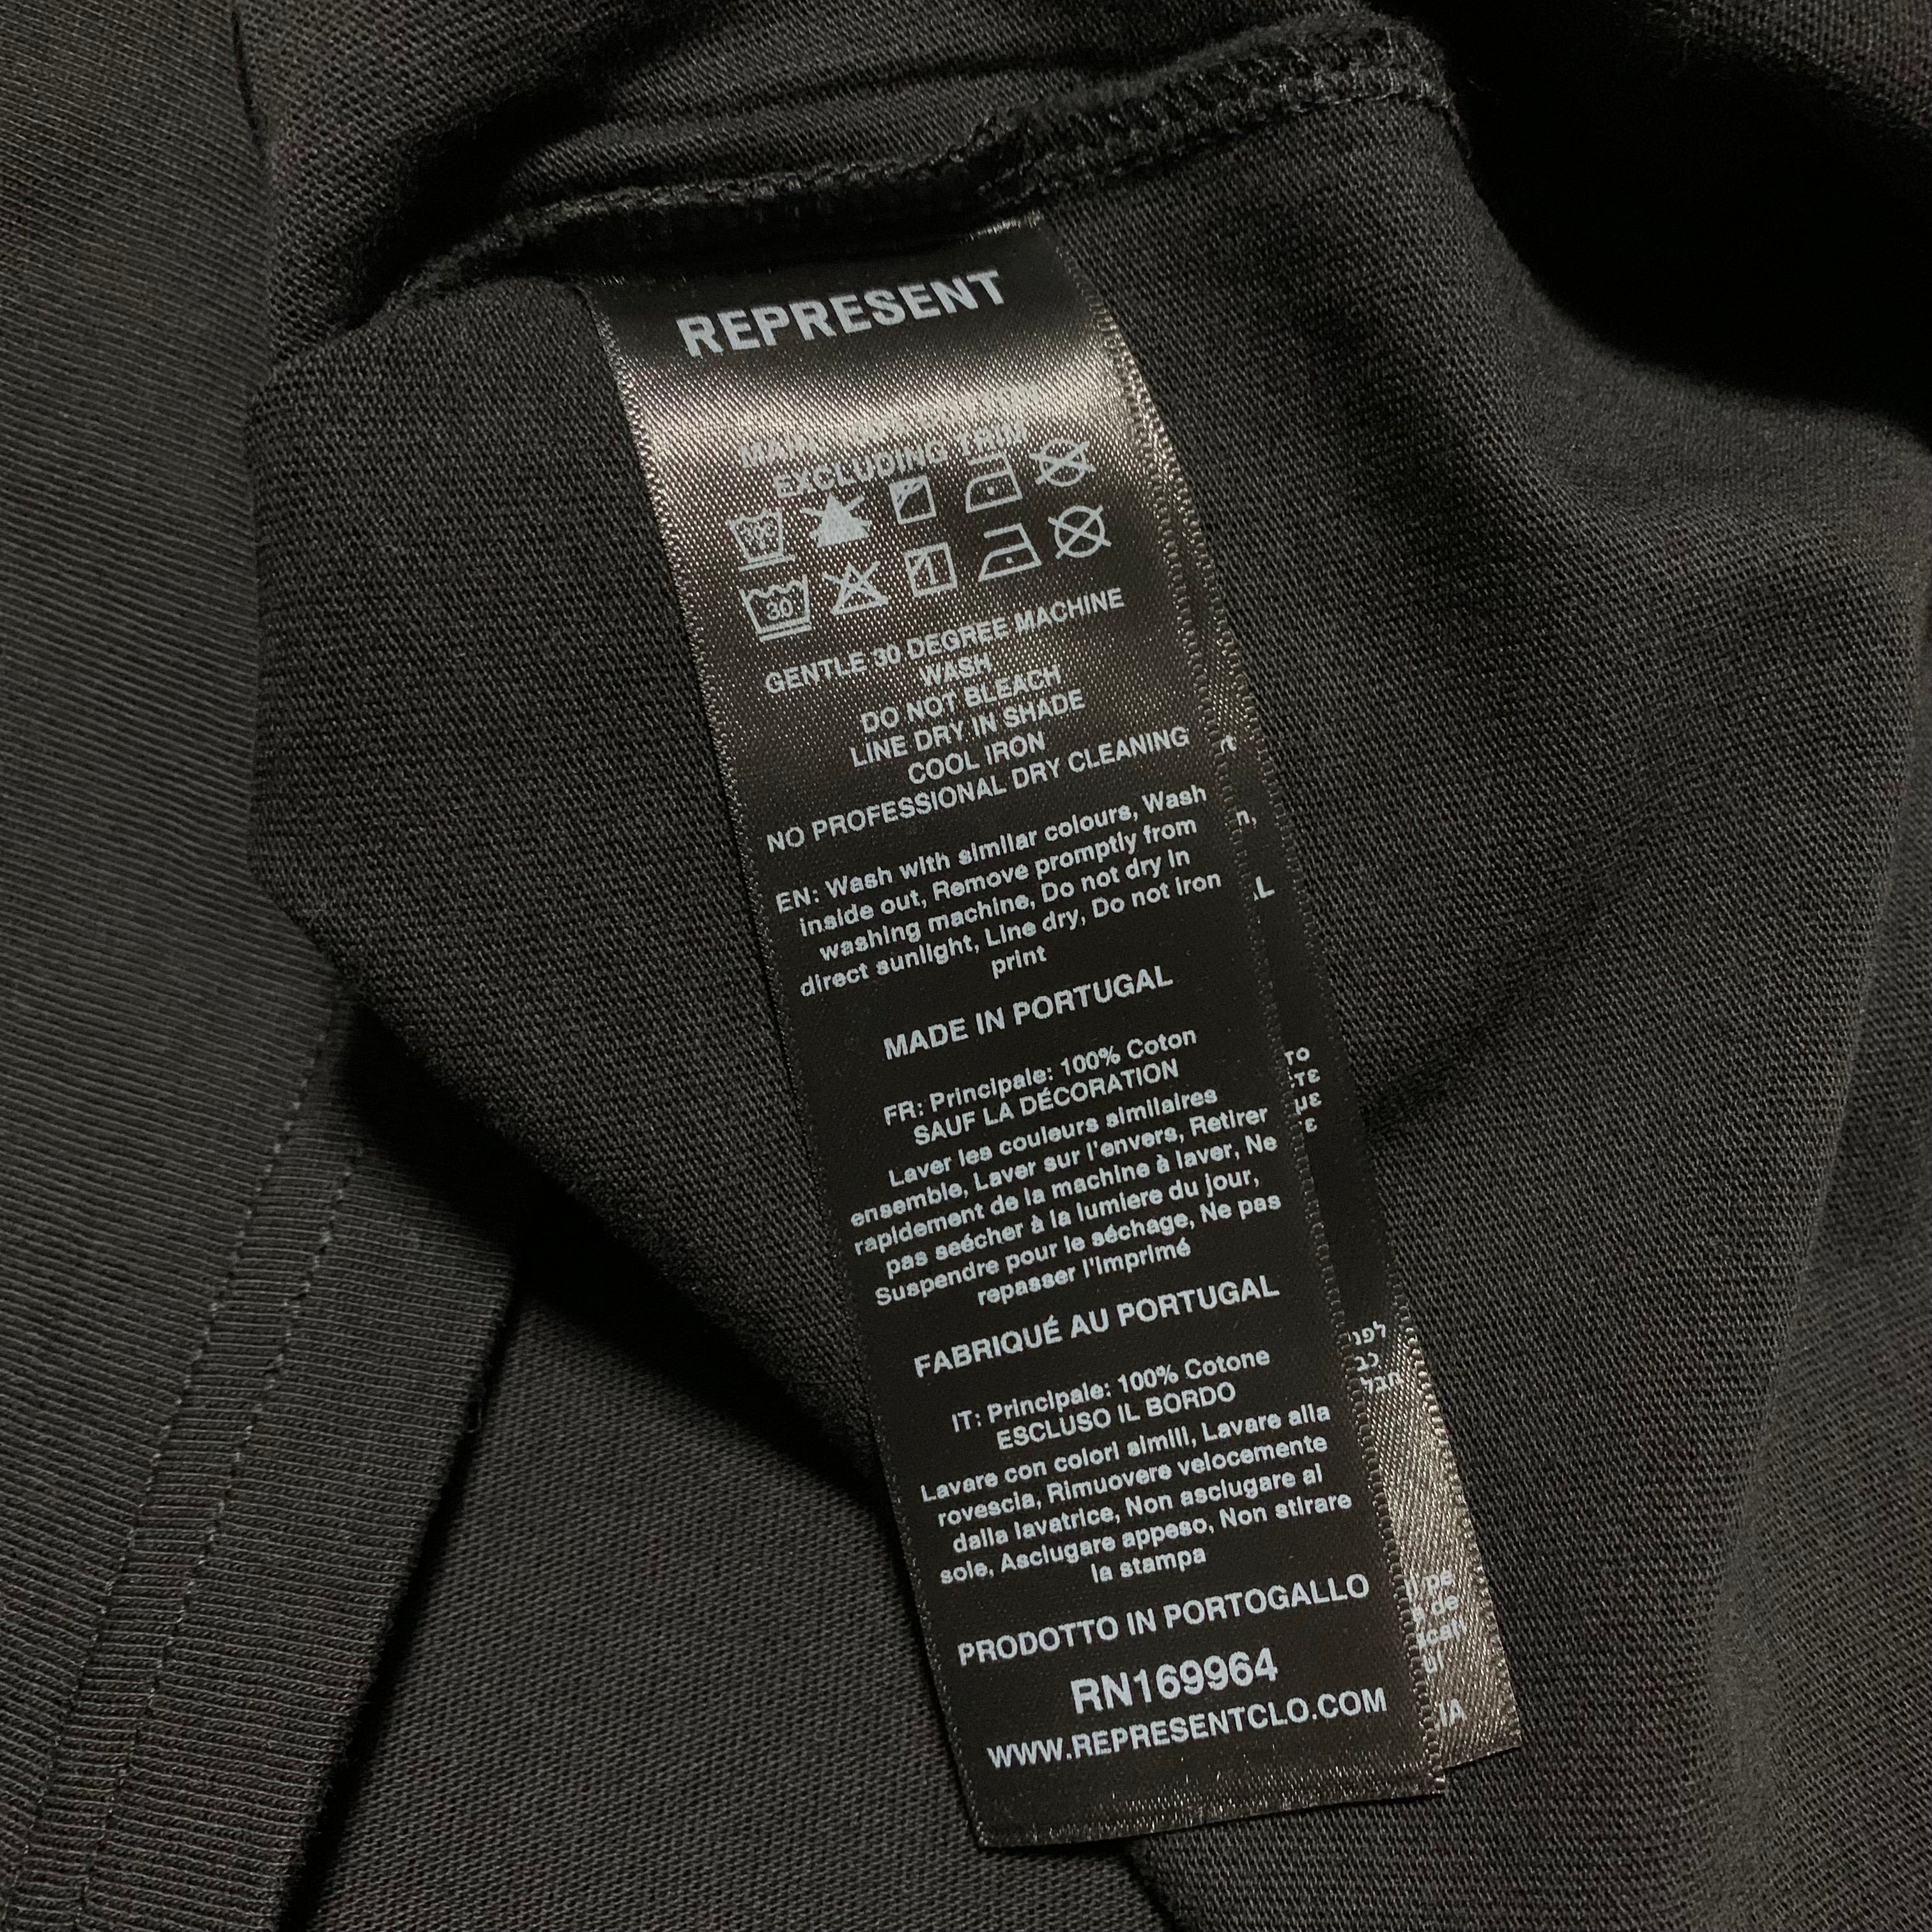 REPRESENT
EXCLUDING TRIM
30
30
1
GENTLE 30 DEGREE MACHINE
WASH
DO NOT BLEACH
LINE DRY IN SHADE
COOL IRON
NO PROFESSIONAL DRY CLEANING
EN: Wash with similar colours, Wash
inside out, Remove promptly from
washing machine, Do not dry in
direct sunlight, Line dry, Do not iron
print
MADE IN PORTUGAL
FR: Principale: 100% Coton
SAUF LA DÉCORATION
Laver les couleurs similaires
ensemble, Laver sur l'envers, Retirer
rapidement de la machine à laver, Ne
pas seécher à la lumiere du jour,
Suspendre pour le séchage, Ne pas
repasser l'imprimé
FABRIQUÉ AU PORTUGAL
IT: Principale: 100% Cotone
ESCLUSO IL BORDO
Lavare con colori simili, Lavare alla
rovescia, Rimuovere velocemente
dalla lavatrice, Non asciugare al
sole, Asciugare appeso, Non stirare
la stampa
PRODOTTO IN PORTOGALLO
RN169964
WWW.REPRESENTCLO.COM